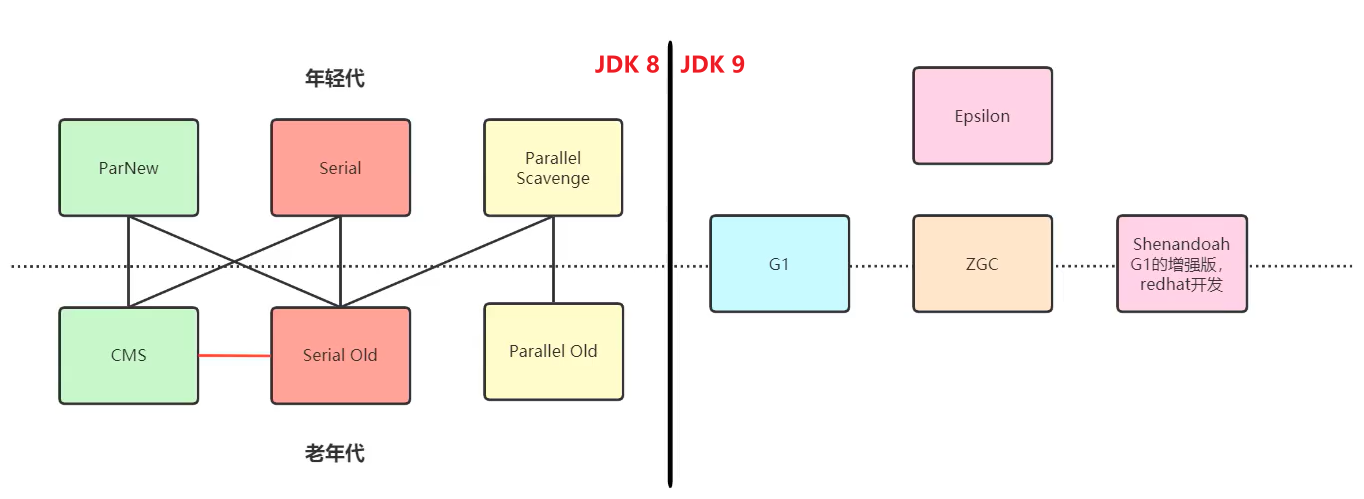 JDK 8
JDK 9
年轻代
Epsilon
ParNew
Serial
Parallel
Scavenge
G1
ZGC
Shenandoah
G1的增强版，
redhat开发
CMS
Serial Old
Parallel Old
老年代